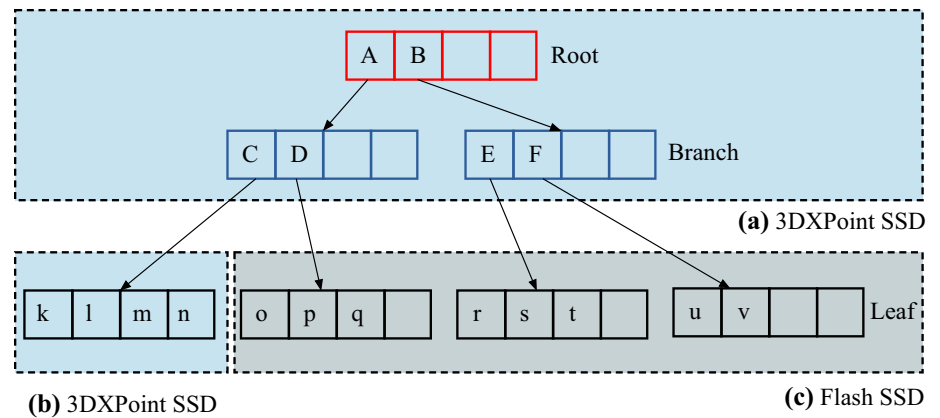 A B Root
C D E F Branch
(a) 3DXPoint SSD
k l m n o p q r s t u v Leaf
(b) 3DXPoint SSD (c) Flash SSD